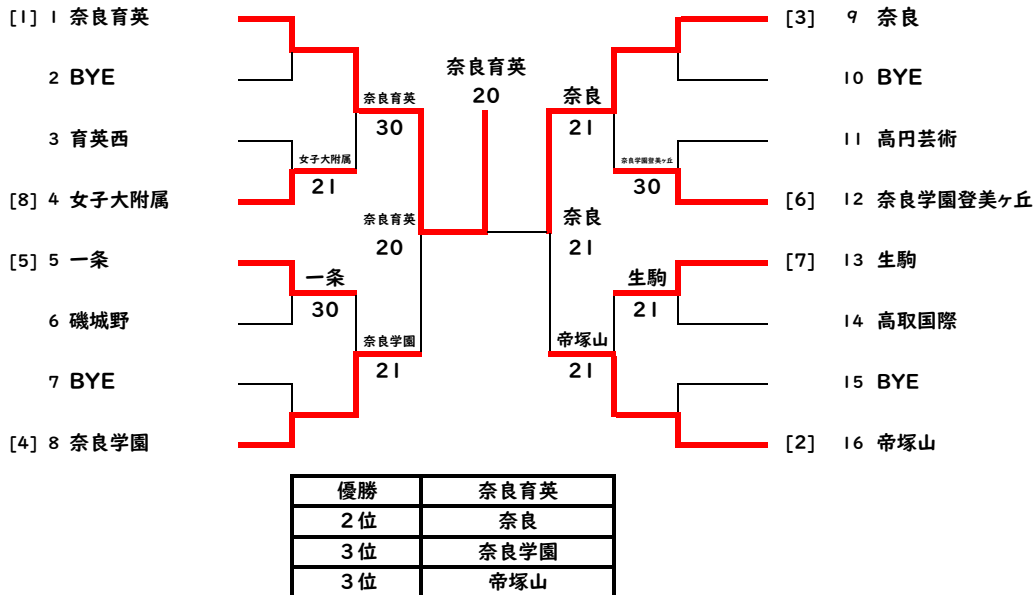 [1] 1 奈良育英
2 BYE
3 育英西
[8] 4 女子大附属
[5] 5 一条
6 磯城野
7 BYE
[4] 8 奈良学園
女子大附属
21
一条
30
奈良育英
30
奈良学園
21
奈良育英
20
奈良育英
20
奈良
21
奈良
21
帝塚山
21
奈良学園登美ヶ丘
30
生駒
21
[3] 9 奈良
10 BYE
11 高円芸術
[6] 12 奈良学園登美ヶ丘
[7] 13 生駒
14 高取国際
15 BYE
[2] 16 帝塚山
優勝 奈良育英
2位 奈良
3位 奈良学園
3位 帝塚山